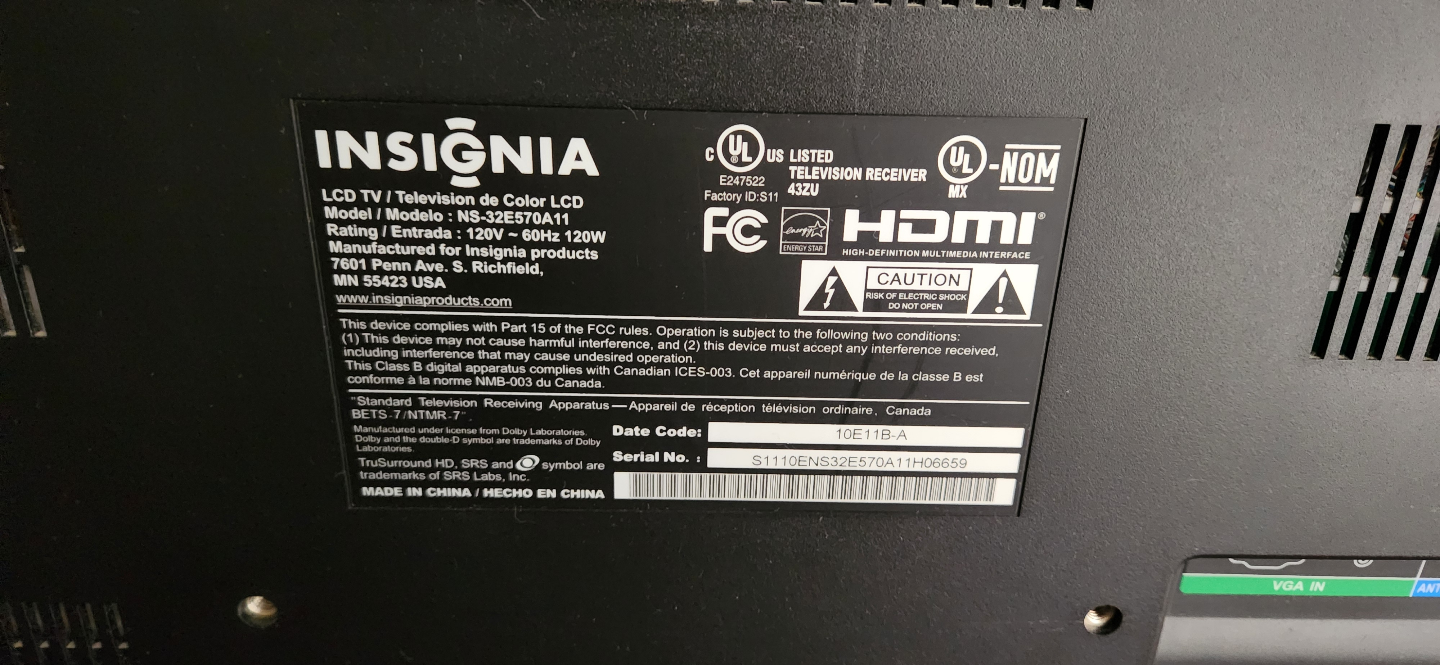 INSIGNIA
LCD TV / Television de Color LCD
Model / Modelo : NS-32E570A11
Rating / Entrada : 120V ~ 60Hz 120W
Manufactured for Insignia products
7601 Penn Ave. S. Richfield,
MN 55423 USA
www.insigniaproducts.com
C UL ® US LISTED
E247522
Factory ID:S11
TELEVISION RECEIVER
43ZU
UL ® MX -NOM
FC
energy
ENERGY STAR
HDMI®
HIGH-DEFINITION MULTIMEDIA INTERFACE
CAUTION
RISK OF ELECTRIC SHOCK
DO NOT OPEN
This device complies with Part 15 of the FCC rules. Operation is subject to the following two conditions:
(1) This device may not cause harmful interference, and (2) this device must accept any interference received,
including interference that may cause undesired operation.
This Class B digital apparatus complies with Canadian ICES-003. Cet appareil numérique de la classe B est
conforme à la norme NMB-003 du Canada.
"Standard Television Receiving Apparatus — Appareil de réception télévision ordinaire, Canada
BETS-7/NTMR-7".
Manufactured under license from Dolby Laboratories.
Dolby and the double-D symbol are trademarks of Dolby
Laboratories.
TruSurround HD, SRS and symbol are
trademarks of SRS Labs, Inc.
MADE IN CHINA / HECHO EN CHINA
Date Code: 10E11B-A
Serial No. : S1110ENS32E570A11H06659
VGA IN
ANT